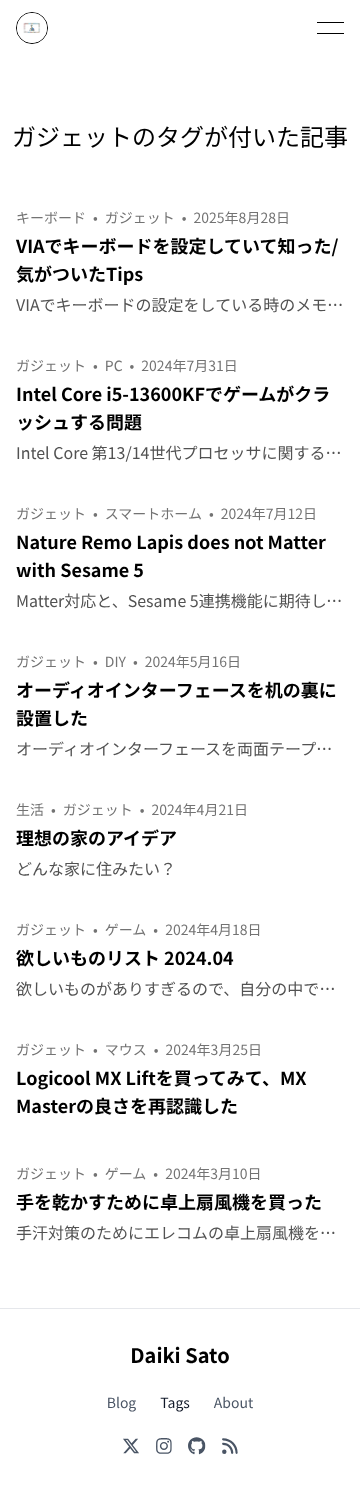 ガジェットのタグが付いた記事
キーボード • ガジェット • 2025年8月28日
VIAでキーボードを設定していて知った/
気がついたTips
VIAでキーボードの設定をしている時のメモ…
ガジェット • PC • 2024年7月31日
Intel Core i5-13600KFでゲームがクラ
ッシュする問題
Intel Core 第13/14世代プロセッサに関する…
ガジェット • スマートホーム • 2024年7月12日
Nature Remo Lapis does not Matter
with Sesame 5
Matter対応と、Sesame 5連携機能に期待し…
ガジェット • DIY • 2024年5月16日
オーディオインターフェースを机の裏に
設置した
オーディオインターフェースを両面テープ…
生活 • ガジェット • 2024年4月21日
理想の家のアイデア
どんな家に住みたい？
ガジェット • ゲーム • 2024年4月18日
欲しいものリスト 2024.04
欲しいものがありすぎるので、自分の中で…
ガジェット • マウス • 2024年3月25日
Logicool MX Liftを買ってみて、MX
Masterの良さを再認識した
ガジェット • ゲーム • 2024年3月10日
手を乾かすために卓上扇風機を買った
手汗対策のためにエレコムの卓上扇風機を…
Daiki Sato
Blog Tags About